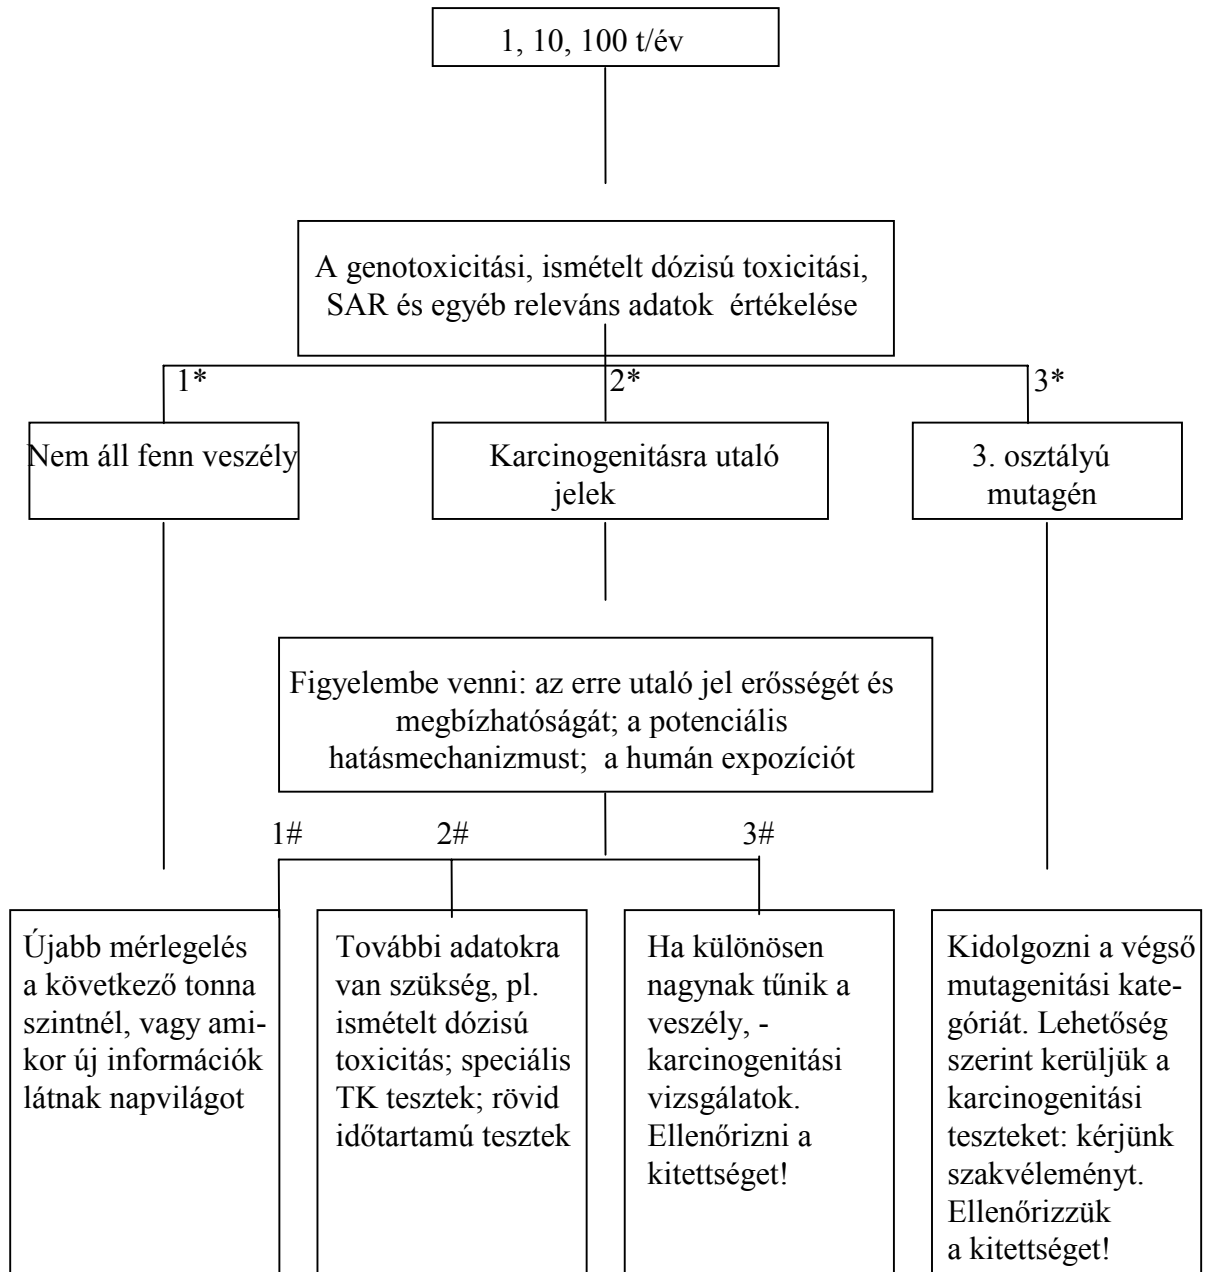 1, 10, 100 t/év
A genotoxicitási, ismételt dózisú toxicitási,
SAR és egyéb releváns adatok értékelése
1*
2*
3*
Nem áll fenn veszély
Karcinogenitásra utaló
jelek
3. osztályú
mutagén
Figyelembe venni: az erre utaló jel erősségét és
megbízhatóságát; a potenciális
hatásmechanizmust; a humán expozíciót
1#
2#
3#
Újabb mérlegelés
a következő tonna
szintnél, vagy ami-
kor új információk
látnak napvilágot
További adatokra
van szükség, pl.
ismételt dózisú
toxicitás; speciális
TK tesztek; rövid
időtartamú tesztek
Ha különösen
nagynak tűnik a
veszély, -
karcinogenitási
vizsgálatok.
Ellenőrizni a
kitettséget!
Kidolgozni a végső
mutagenitási kate-
góriát. Lehetőség
szerint kerüljük a
karcinogenitási
teszteket: kérjünk
szakvéleményt.
Ellenőrizzük
a kitettséget!